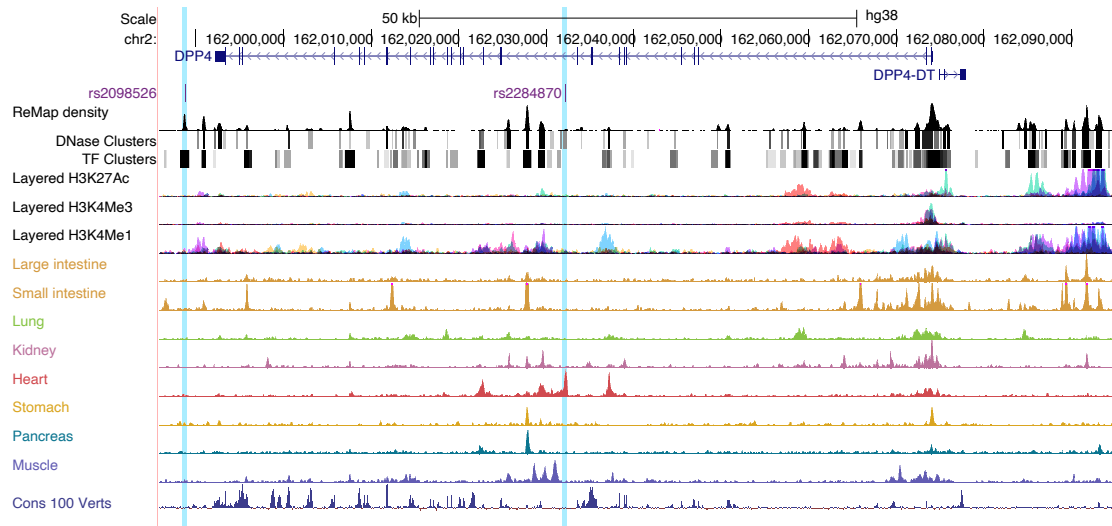 Scale 50 kb hg38
chr2: 162,000,000 162,010,000 162,020,000 162,030,000 162,040,000 162,050,000 162,060,000 162,070,000 162,080,000 162,090,000
DPP4
DPP4-DT
rs2098526 rs2284870
ReMap density
DNase Clusters
TF Clusters
Layered H3K27Ac
Layered H3K4Me3
Layered H3K4Me1
Large intestine
Small intestine
Lung
Kidney
Heart
Stomach
Pancreas
Muscle
Cons 100 Verts